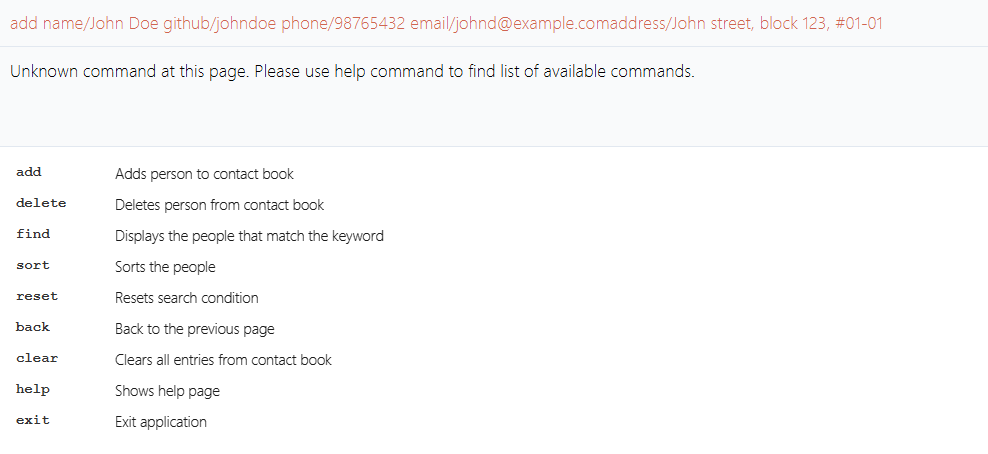 add name/John Doe github/johndoe phone/98765432 email/johnd@example.comaddress/John street, block 123, #01-01
Unknown command at this page. Please use help command to find list of available commands.
add Adds person to contact book
delete Deletes person from contact book
find Displays the people that match the keyword
sort Sorts the people
reset Resets search condition
back Back to the previous page
clear Clears all entries from contact book
help Shows help page
exit Exit application